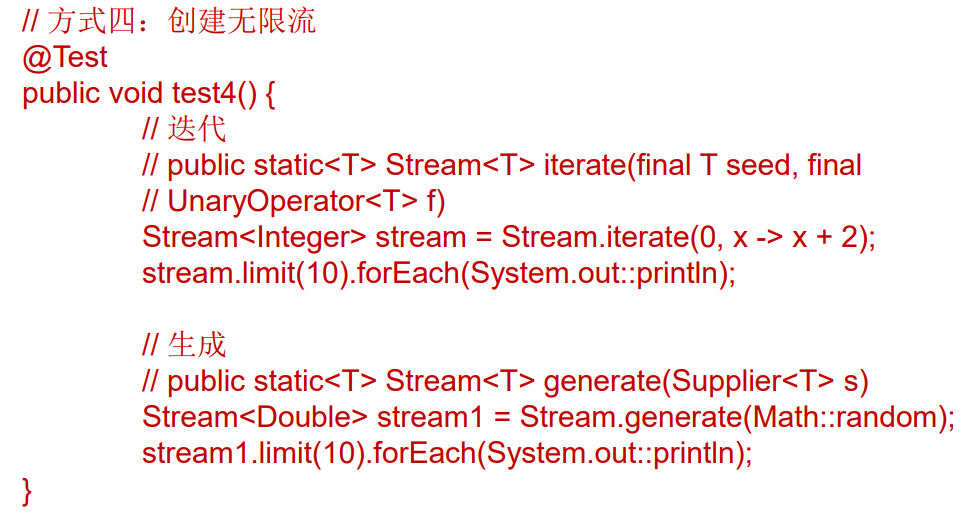 // 方式四：创建无限流
@Test
public void test4() {
// 迭代
// public static<T> Stream<T> iterate(final T seed, final
// UnaryOperator<T> f)
Stream<Integer> stream = Stream.iterate(0, x -> x + 2);
stream.limit(10).forEach(System.out::println);
// 生成
// public static<T> Stream<T> generate(Supplier<T> s)
Stream<Double> stream1 = Stream.generate(Math::random);
stream1.limit(10).forEach(System.out::println);
}